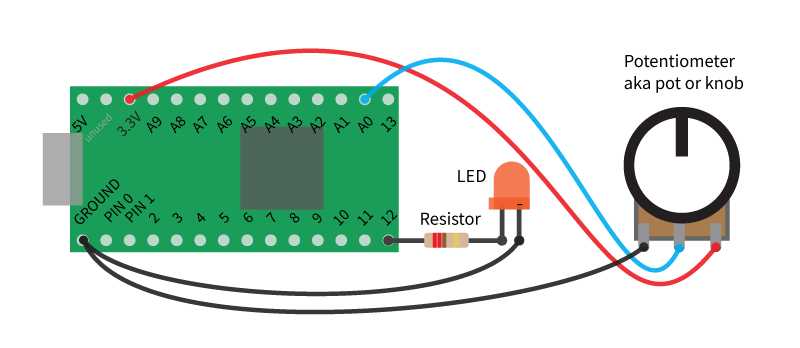 Potentiometer
aka pot or knob
5V
unused
3.3V
A9
A8
A7
A6
A5
A4
A3
A2
A1
A0
13
LED
GROUND
PIN 0
PIN 1
2
3
4
5
6
7
8
9
10
11
12
Resistor
-